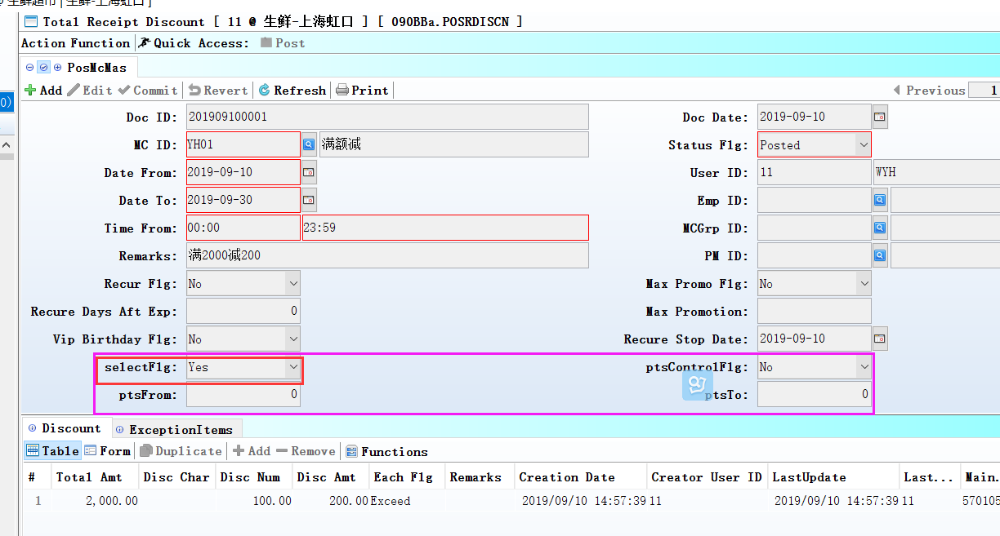 @ 生鲜超市 | 生鲜-上海虹口 ]
Total Receipt Discount [ 11 @ 生鲜-上海虹口 ] [ 090BBa.POSRDISCN ]
Action Function Quick Access: Post
PosMcMas
Add Edit Commit Revert Refresh Print Previous 1
0)
Doc ID: 201909100001 Doc Date: 2019-09-10
MC ID: YH01 满额减 Status Flg: Posted
Date From: 2019-09-10 User ID: 11 WYH
Date To: 2019-09-30 Emp ID:
Time From: 00:00 23:59 MCGrp ID:
Remarks: 满2000减200 PM ID:
Recur Flg: No Max Promo Flg: No
Recure Days Aft Exp: 0 Max Promotion:
Vip Birthday Flg: No Recure Stop Date: 2019-09-10
selectFlg: Yes ptsControlFlg: No
ptsFrom: 0 ptsTo: 0
Discount ExceptionItems
Table Form Duplicate Add Remove Functions
# Total Amt Disc Char Disc Num Disc Amt Each Flg Remarks Creation Date Creator User ID LastUpdate Last... Main.
1 2,000.00 100.00 200.00 Exceed 2019/09/10 14:57:39 11 2019/09/10 14:57:39 11 570105